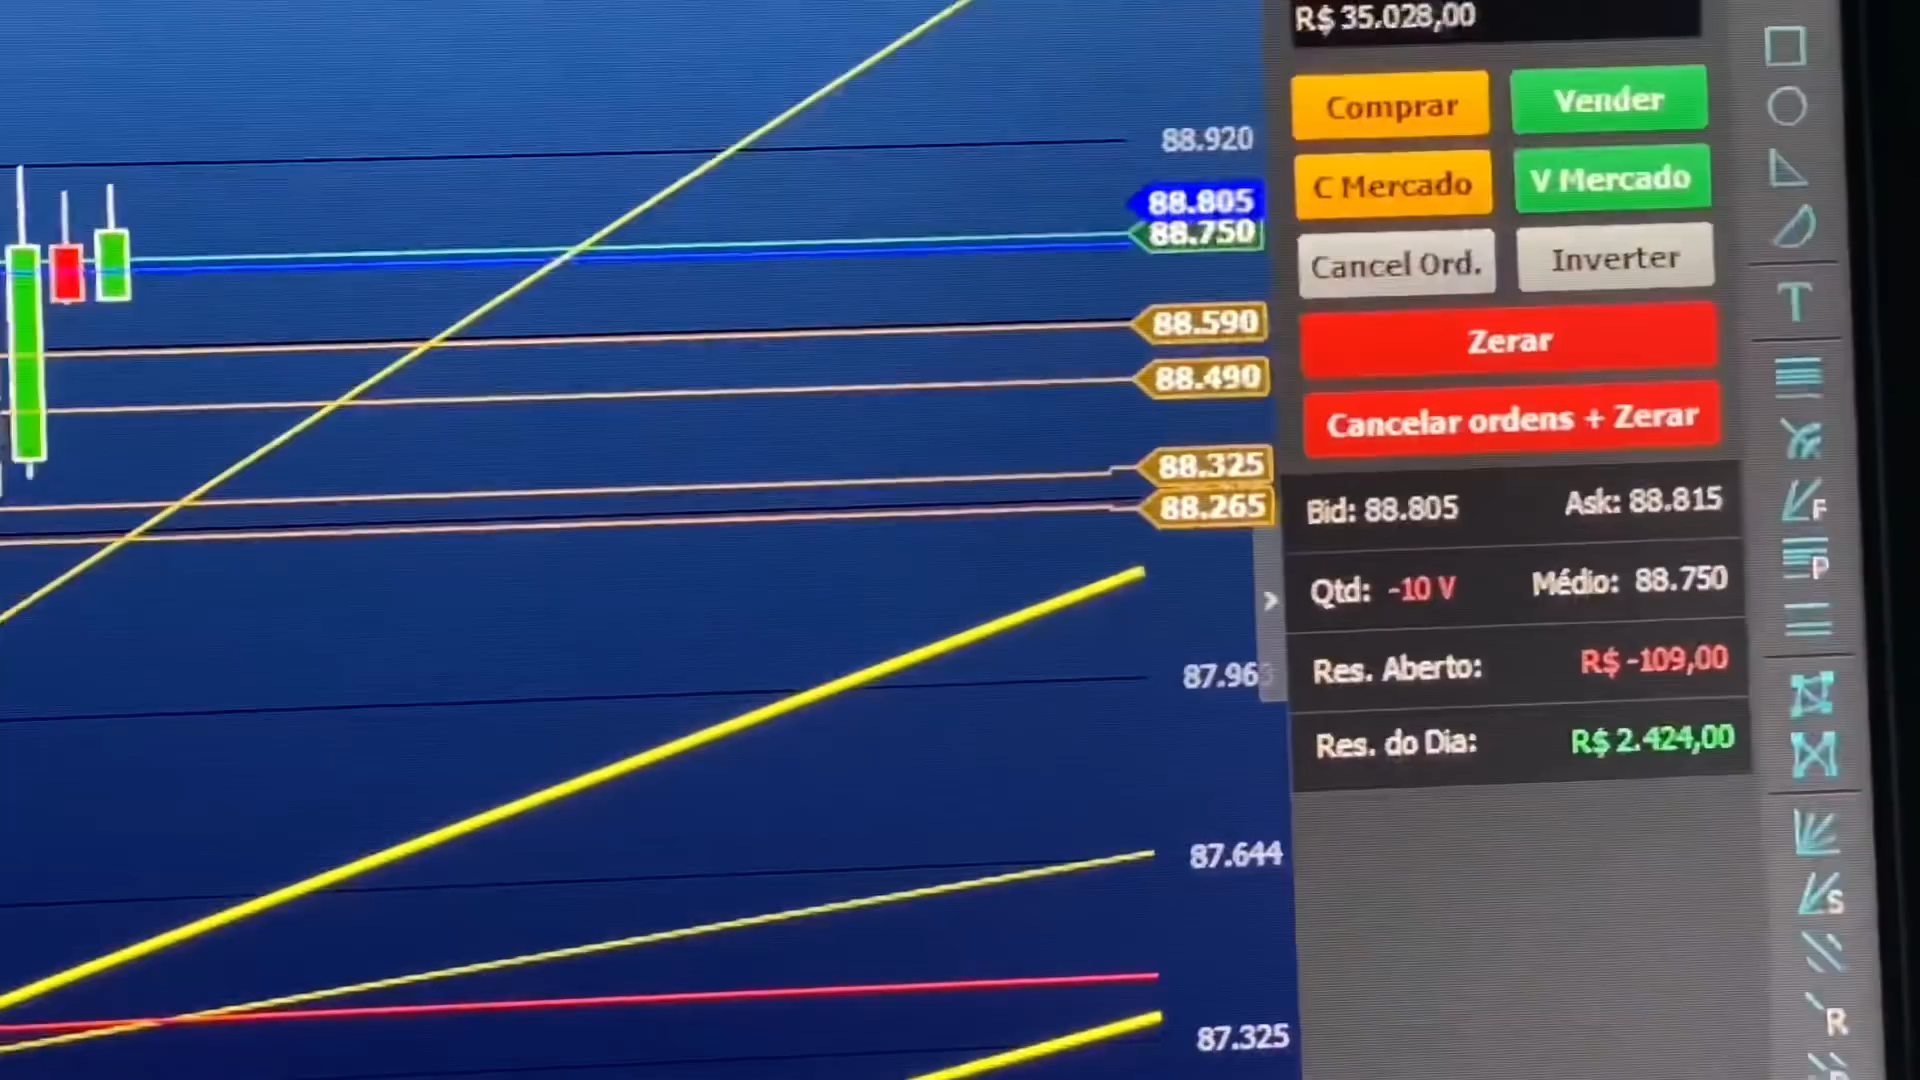 R$ 35.028,00
Comprar
Vender
C Mercado
V Mercado
Cancel Ord.
Inverter
Zerar
Cancelar ordens + Zerar
Bid: 88.805
Ask: 88.815
Qtd: -10 V
Médio: 88.750
Res. Aberto:
R$ -109,00
Res. do Dia:
R$ 2.424,00
88.920
88.805
88.750
88.590
88.490
88.325
88.265
87.963
87.644
87.325
T
F
P
S
R